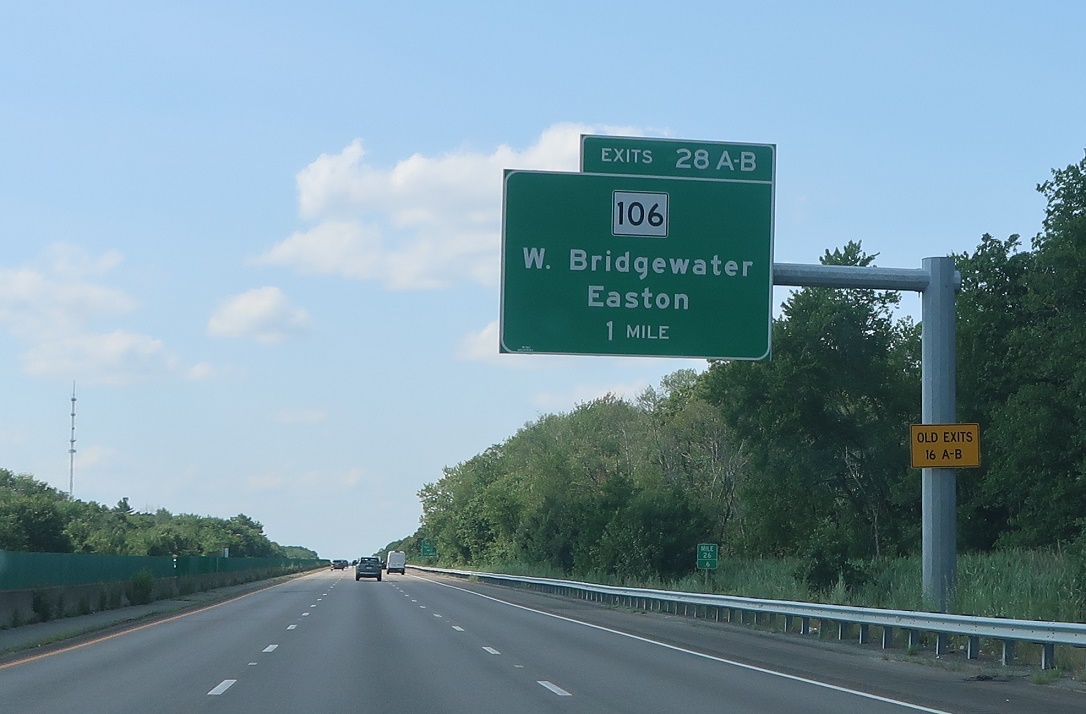 EXITS 28 A-B
106
W. Bridgewater
Easton
1 MILE
OLD EXITS
16 A-B
MILE
26
6